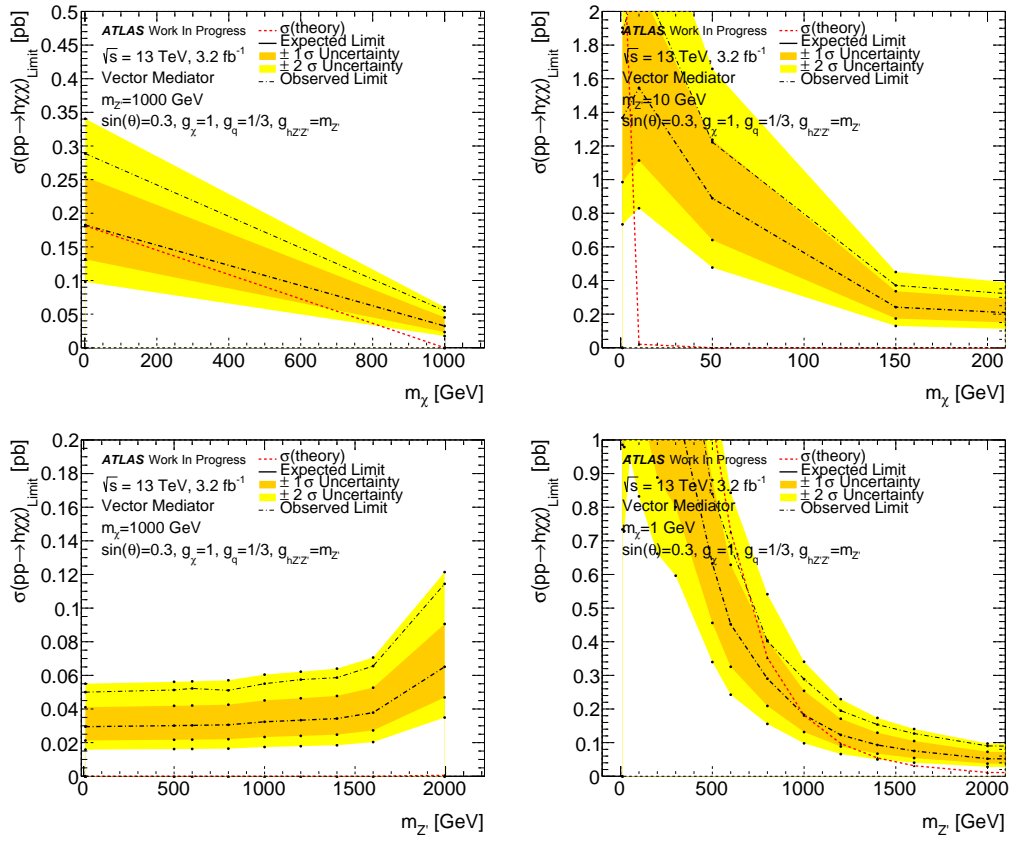 σ(pp→hχχ)_Limit [pb]
0.5
0.45
0.4
0.35
0.3
0.25
0.2
0.15
0.1
0.05
0
ATLAS Work In Progress
√s = 13 TeV, 3.2 fb⁻¹
Vector Mediator
m_Z'=1000 GeV
sin(θ)=0.3, g_χ=1, g_q=1/3, g_hZ'Z'=m_Z'
σ(theory)
Expected Limit
± 1σ Uncertainty
± 2 σ Uncertainty
Observed Limit
0 200 400 600 800 1000
m_χ [GeV]
σ(pp→hχχ)_Limit [pb]
2
1.8
1.6
1.4
1.2
1
0.8
0.6
0.4
0.2
0
ATLAS Work In Progress
√s = 13 TeV, 3.2 fb⁻¹
Vector Mediator
m_Z'=10 GeV
sin(θ)=0.3, g_χ=1, g_q=1/3, g_hZ'Z'=m_Z'
σ(theory)
Expected Limit
± 1σ Uncertainty
± 2 σ Uncertainty
Observed Limit
0 50 100 150 200
m_χ [GeV]
σ(pp→hχχ)_Limit [pb]
0.2
0.18
0.16
0.14
0.12
0.1
0.08
0.06
0.04
0.02
0
ATLAS Work In Progress
√s = 13 TeV, 3.2 fb⁻¹
Vector Mediator
m_χ=1000 GeV
sin(θ)=0.3, g_χ=1, g_q=1/3, g_hZ'Z'=m_Z'
σ(theory)
Expected Limit
± 1σ Uncertainty
± 2 σ Uncertainty
Observed Limit
0 200 400 600 800 1000 1200 1400 1600 1800 2000
m_Z' [GeV]
σ(pp→hχχ)_Limit [pb]
1
0.9
0.8
0.7
0.6
0.5
0.4
0.3
0.2
0.1
0
ATLAS Work In Progress
√s = 13 TeV, 3.2 fb⁻¹
Vector Mediator
m_χ=1 GeV
sin(θ)=0.3, g_χ=1, g_q=1/3, g_hZ'Z'=m_Z'
σ(theory)
Expected Limit
± 1σ Uncertainty
± 2 σ Uncertainty
Observed Limit
0 500 1000 1500 2000
m_Z' [GeV]